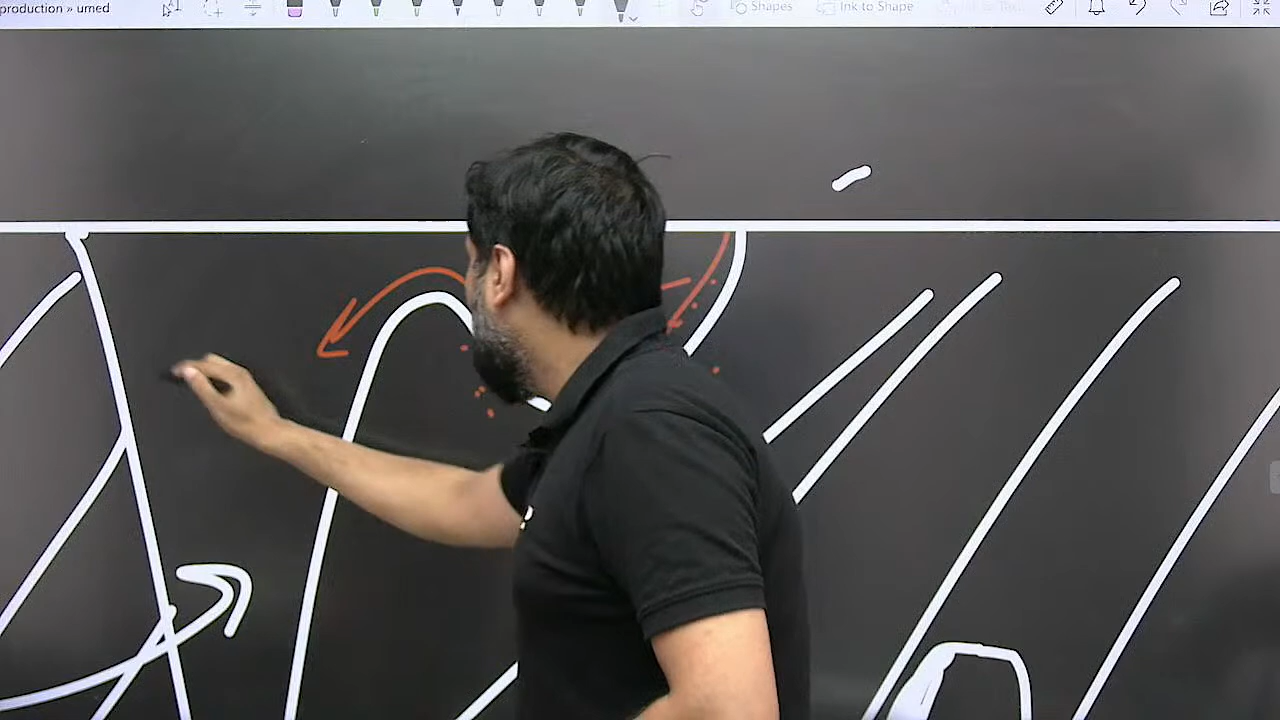 production » umed
Shapes
Ink to Shape